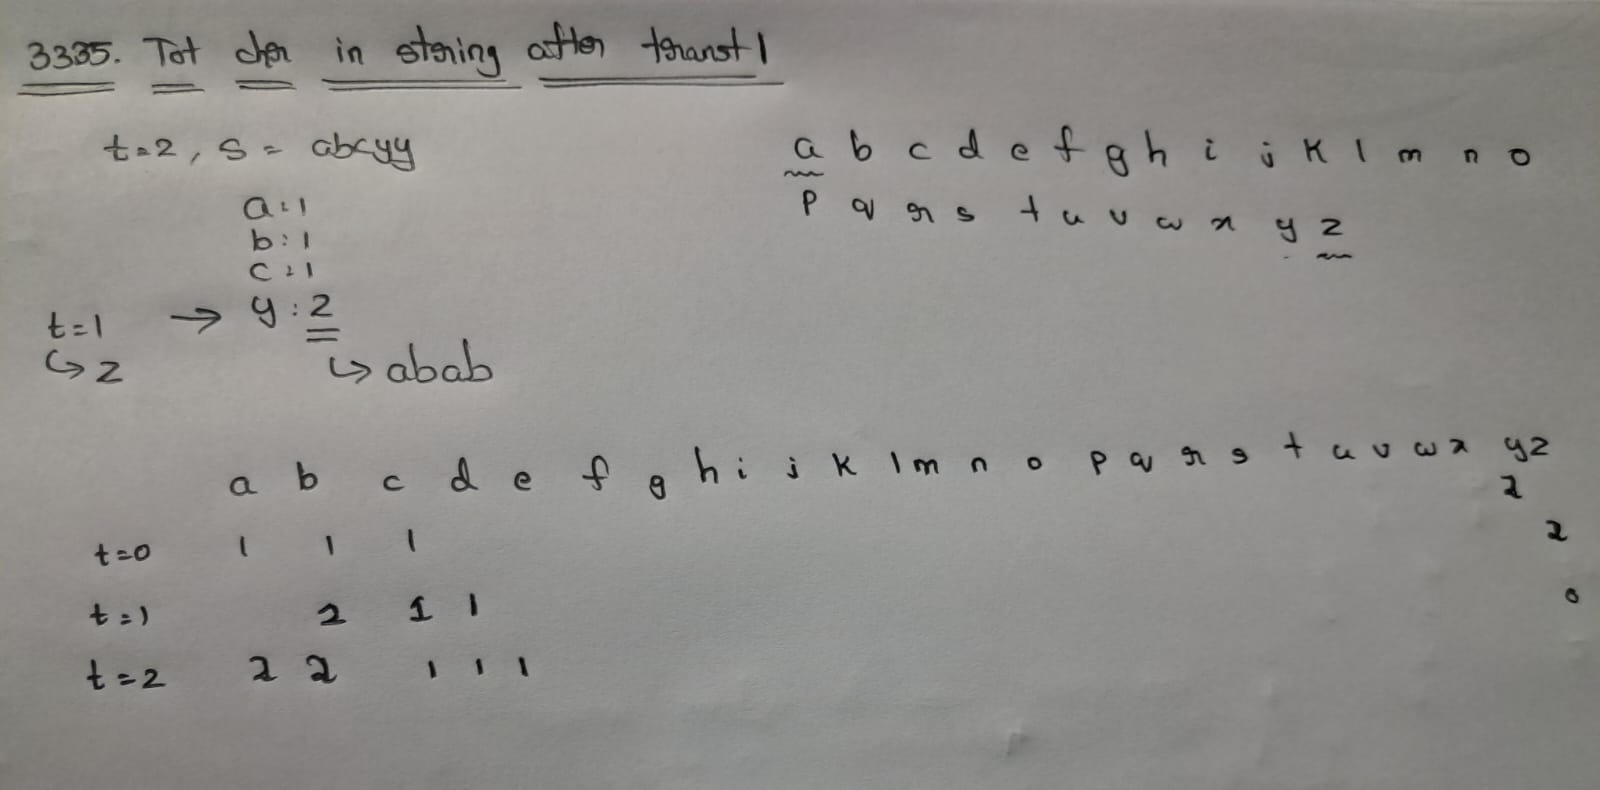 3335. Tot char in string after transf 1
t=2, s = abcyy
a b c d e f g h i j k l m n o
p q r s t u v w x y z
a:1
b:1
c:1
t=1 → y:2
↳ z ↳ abab
a b c d e f g h i j k l m n o p q r s t u v w x y z
2
t=0 1 1 1 2
t=1 2 1 1 0
t=2 2 2 1 1 1